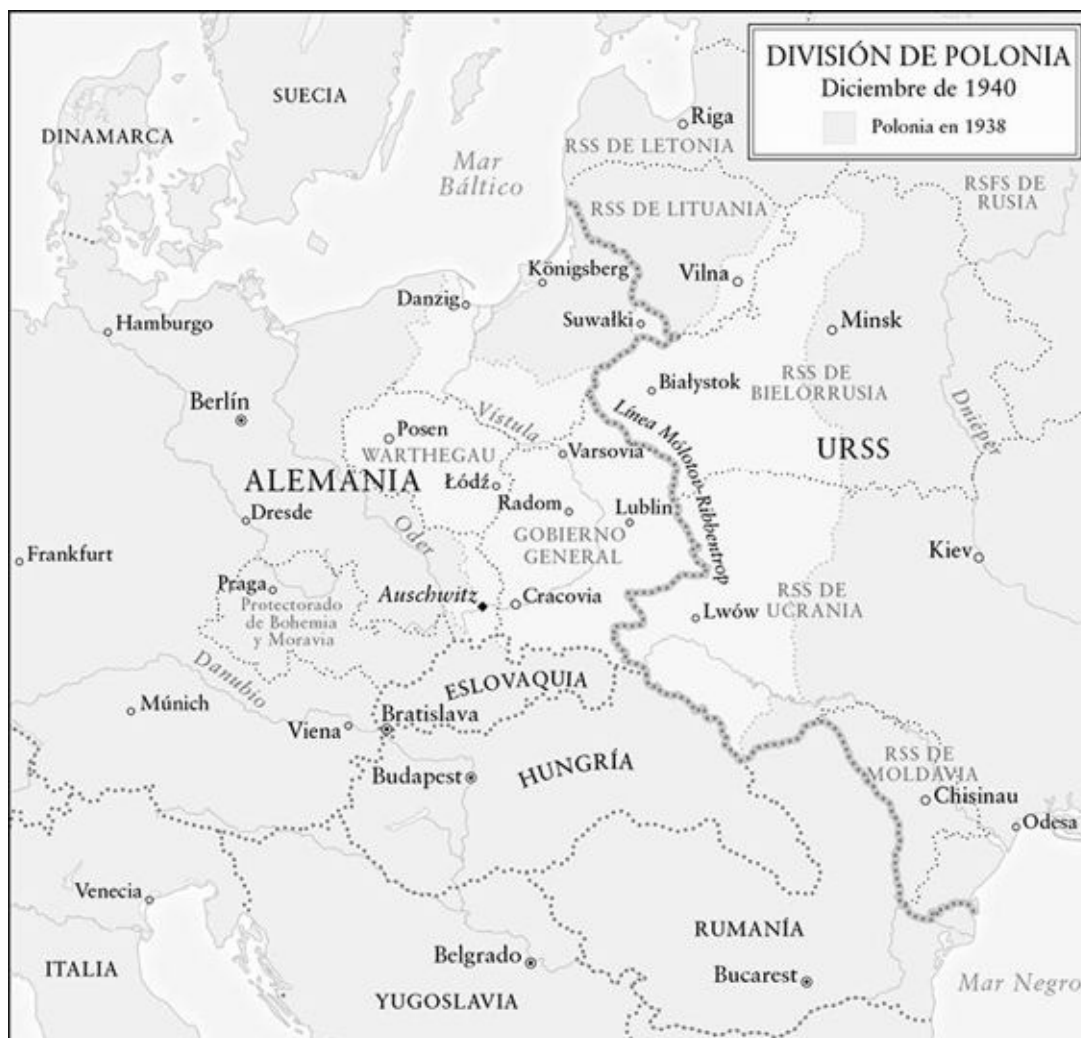 DIVISIÓN DE POLONIA
Diciembre de 1940
Polonia en 1938
SUECIA
DINAMARCA
Mar
Báltico
Riga
RSS DE LETONIA
RSFS DE
RUSIA
RSS DE LITUANIA
Königsberg
Vilna
Danzig
Suwałki
Hamburgo
Minsk
Białystok
RSS DE
BIELORRUSIA
Berlín
Dniéper
Vístula
Línea Mólotov-Ribbentrop
Posen
WARTHEGAU
Varsovia
URSS
ALEMANIA
Łódź
Radom
Lublin
Dresde
Oder
GOBIERNO
GENERAL
Frankfurt
Kiev
Praga
Auschwitz
Cracovia
RSS DE
UCRANIA
Protectorado
de Bohemia
y Moravia
Lwów
Danubio
ESLOVAQUIA
Múnich
Viena
Bratislava
RSS DE
MOLDAVIA
Budapest
HUNGRÍA
Chisinau
Odesa
Venecia
RUMANÍA
ITALIA
Belgrado
Bucarest
Mar Negro
YUGOSLAVIA